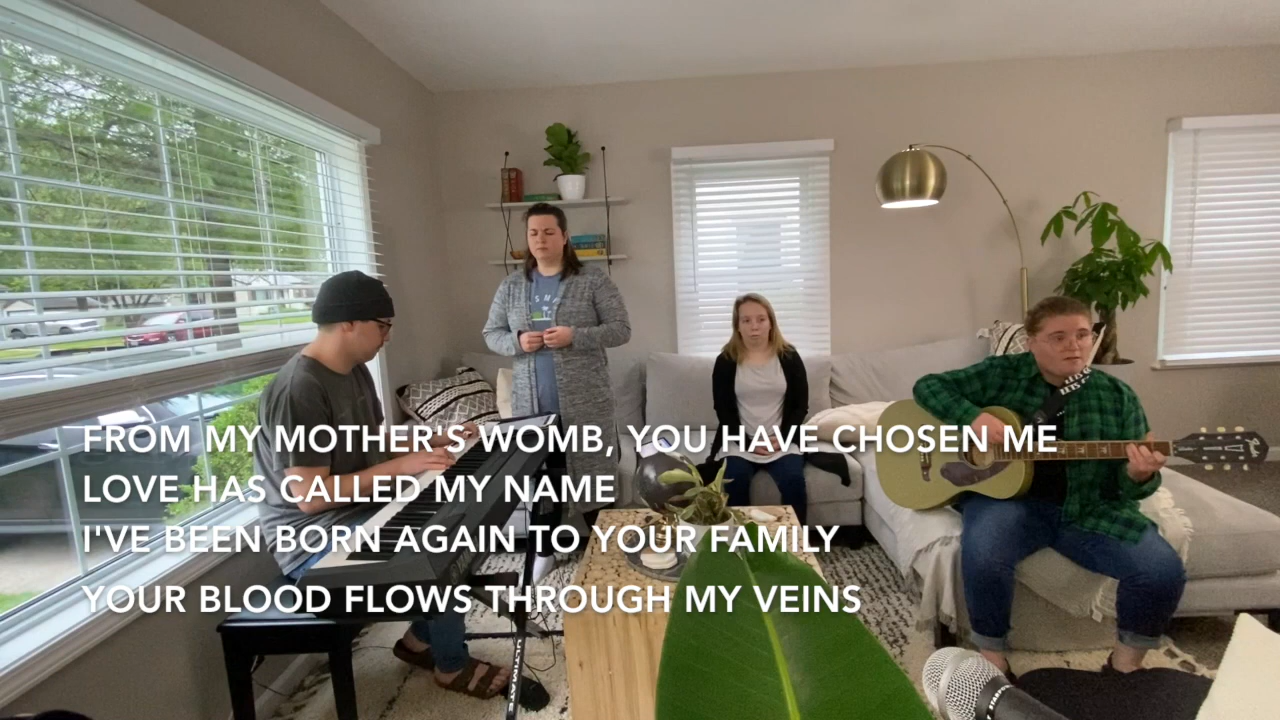 FROM MY MOTHER'S WOMB, YOU HAVE CHOSEN ME
LOVE HAS CALLED MY NAME
I'VE BEEN BORN AGAIN TO YOUR FAMILY
YOUR BLOOD FLOWS THROUGH MY VEINS
ULTIMATE